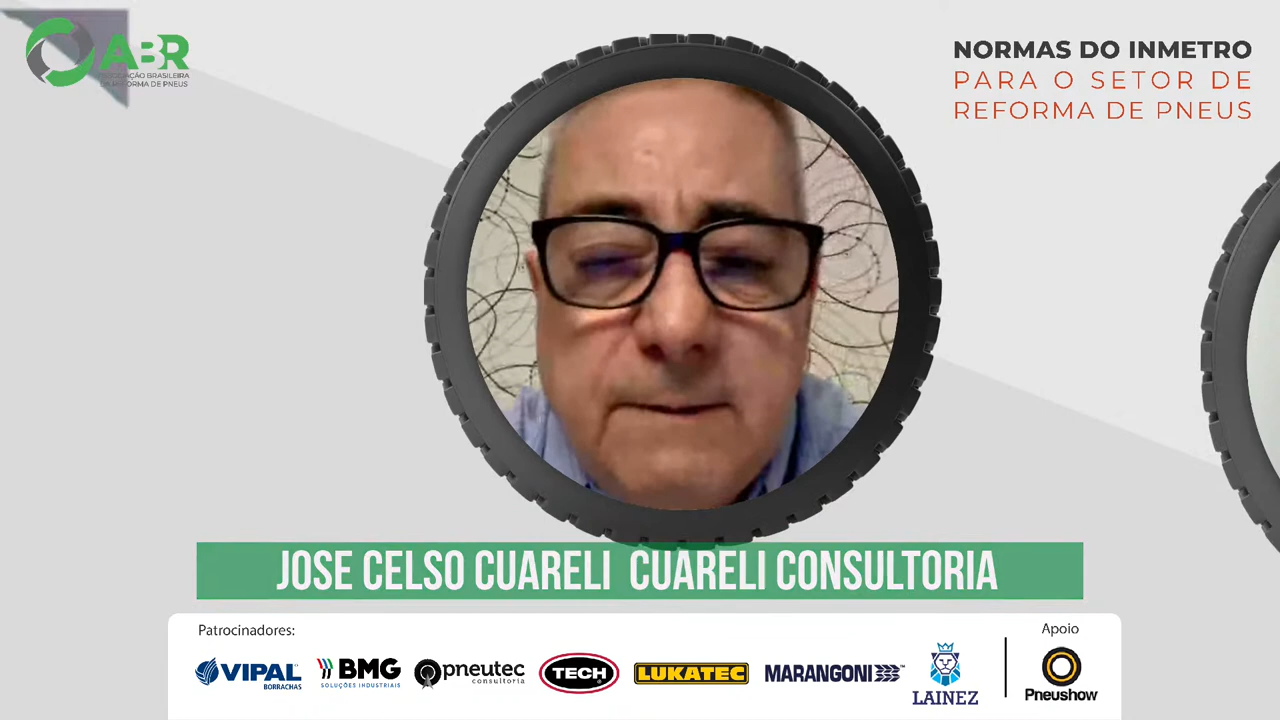 ABR
ASSOCIAÇÃO BRASILEIRA
DA REFORMA DE PNEUS
NORMAS DO INMETRO
PARA O SETOR DE
REFORMA DE PNEUS
JOSE CELSO CUARELI CUARELI CONSULTORIA
Patrocinadores:
Apoio
VIPAL
BORRACHAS
BMG
SOLUÇÕES INDUSTRIAIS
pneutec
consultoria
TECH
LUKATEC
MARANGONI
LAINEZ
Pneushow